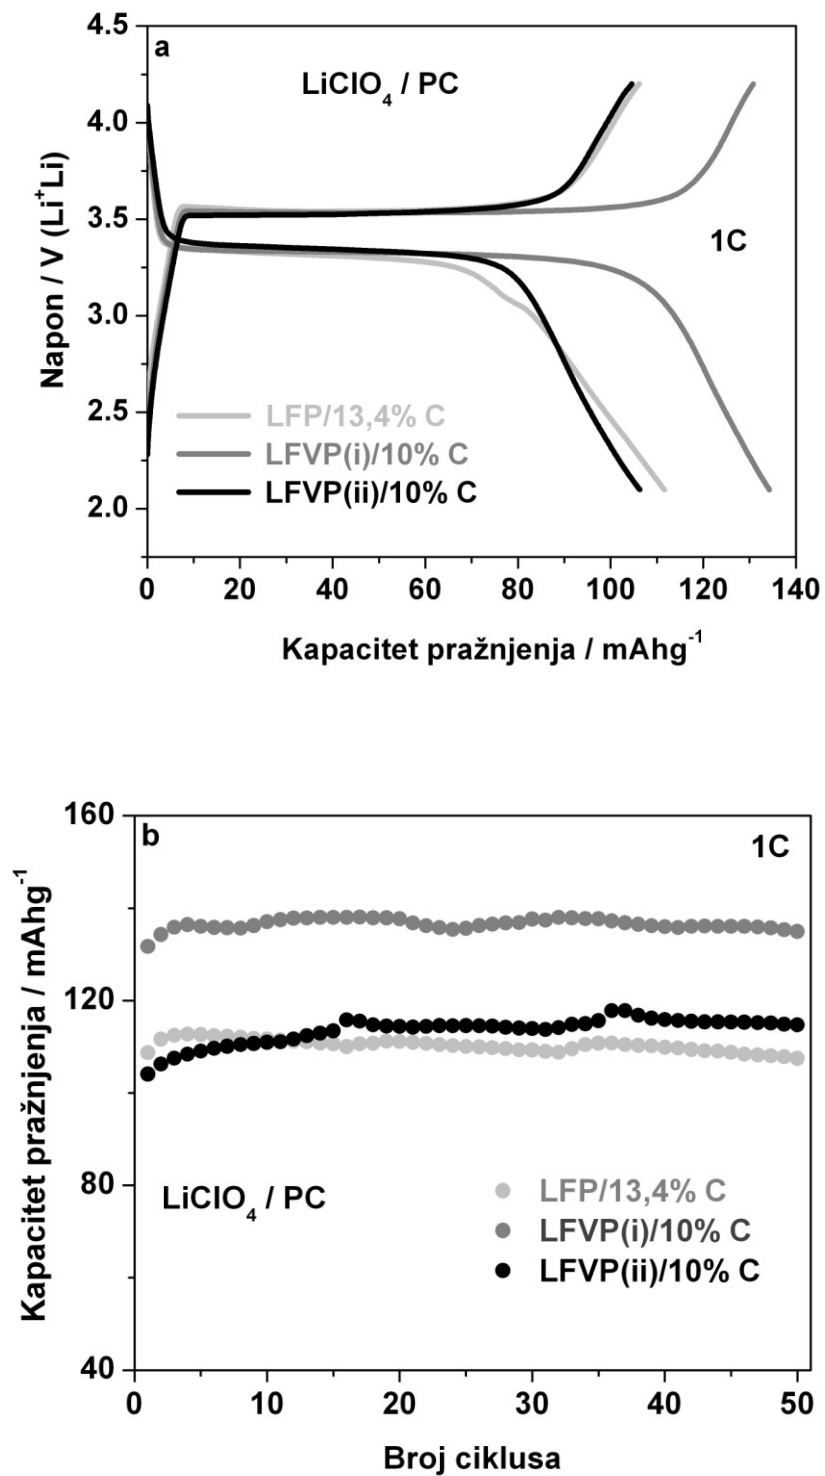 a
LiClO4 / PC
4.5
4.0
3.5
3.0
2.5
2.0
Napon / V (Li+Li)
1C
LFP/13,4% C
LFVP(i)/10% C
LFVP(ii)/10% C
0 20 40 60 80 100 120 140
Kapacitet pražnjenja / mAhg-1
b
1C
160
120
80
40
Kapacitet pražnjenja / mAhg-1
LiClO4 / PC
LFP/13,4% C
LFVP(i)/10% C
LFVP(ii)/10% C
0 10 20 30 40 50
Broj ciklusa